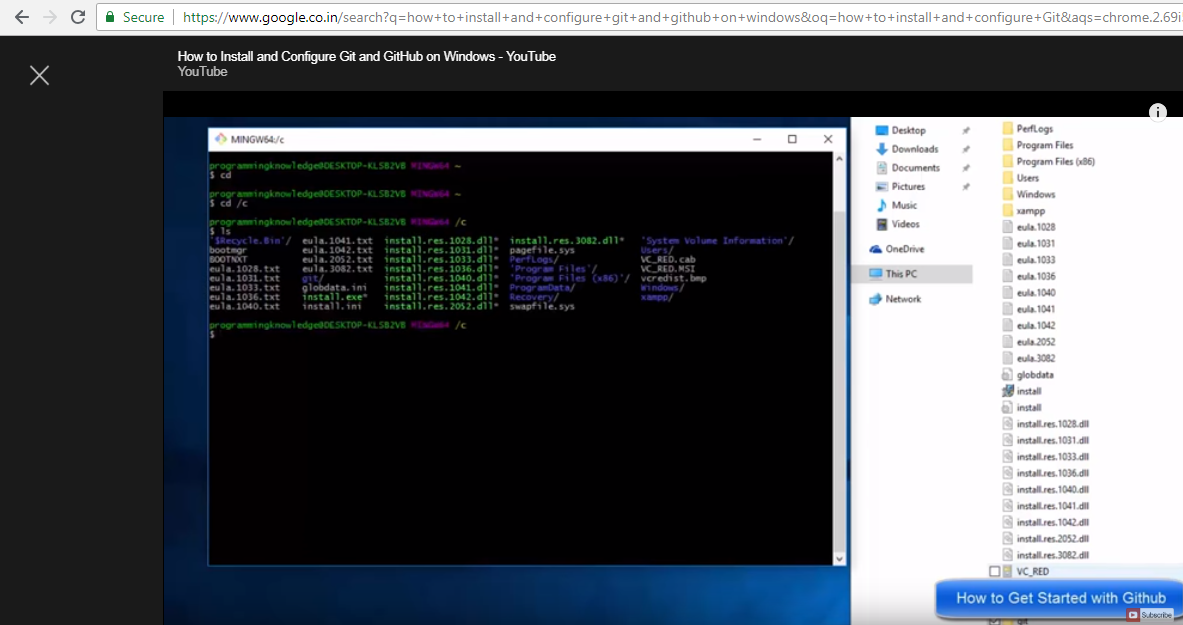 Secure
https://www.google.co.in/search?q=how+to+install+and+configure+git+and+github+on+windows&oq=how+to+install+and+configure+Git&aqs=chrome.2.69i
How to Install and Configure Git and GitHub on Windows - YouTube
YouTube
MINGW64:/c
programmingknowledge@DESKTOP-KLSB2VB MINGW64 ~
$ cd
programmingknowledge@DESKTOP-KLSB2VB MINGW64 ~
$ cd /c
programmingknowledge@DESKTOP-KLSB2VB MINGW64 /c
$ ls
'$Recycle.Bin'/ eula.1041.txt install.res.1028.dll* install.res.3082.dll* 'System Volume Information'/
bootmgr eula.1042.txt install.res.1031.dll* pagefile.sys Users/
BOOTNXT eula.2052.txt install.res.1033.dll* PerfLogs/ VC_RED.cab
eula.1028.txt eula.3082.txt install.res.1036.dll* 'Program Files'/ VC_RED.MSI
eula.1031.txt git/ install.res.1040.dll* 'Program Files (x86)'/ vcredist.bmp
eula.1033.txt globdata.ini install.res.1041.dll* ProgramData/ Windows/
eula.1036.txt install.exe* install.res.1042.dll* Recovery/ xampp/
eula.1040.txt install.ini install.res.2052.dll* swapfile.sys
programmingknowledge@DESKTOP-KLSB2VB MINGW64 /c
$
Desktop
Downloads
Documents
Pictures
Music
Videos
OneDrive
This PC
Network
PerfLogs
Program Files
Program Files (x86)
Users
Windows
xampp
eula.1028
eula.1031
eula.1033
eula.1036
eula.1040
eula.1041
eula.1042
eula.2052
eula.3082
globdata
install
install
install.res.1028.dll
install.res.1031.dll
install.res.1033.dll
install.res.1036.dll
install.res.1040.dll
install.res.1041.dll
install.res.1042.dll
install.res.2052.dll
install.res.3082.dll
VC_RED
How to Get Started with Github
Subscribe
git